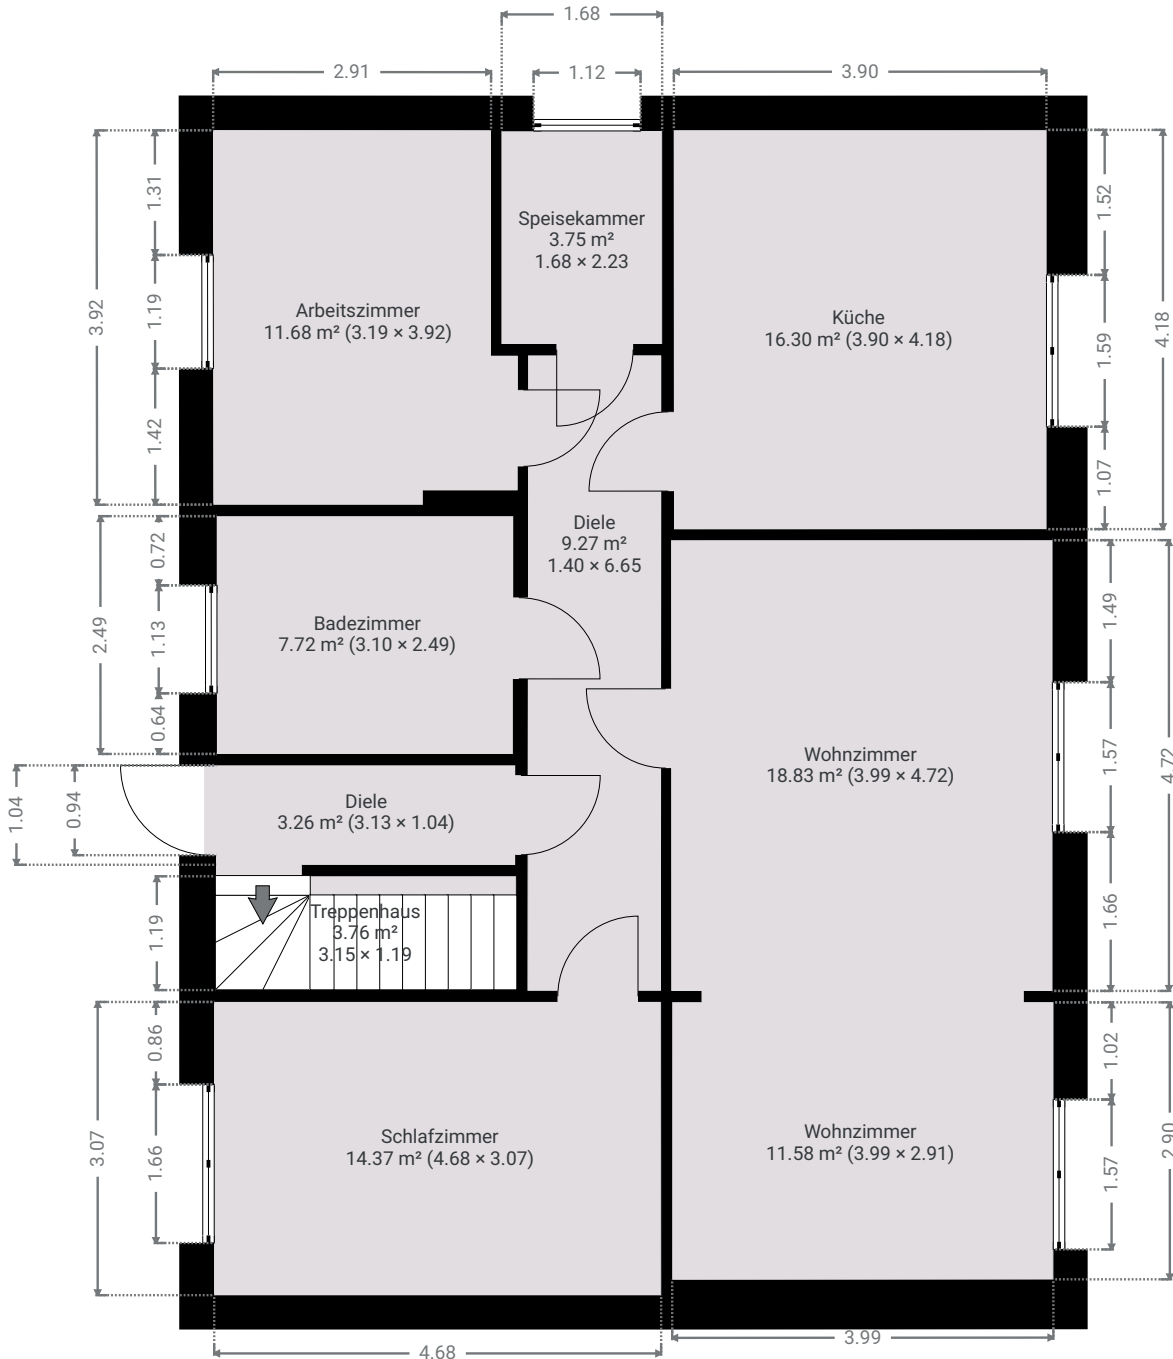 1.68
2.91
1.12
3.90
1.31
1.52
Speisekammer
3.75 m²
1.68 × 2.23
3.92
1.19
Arbeitszimmer
11.68 m² (3.19 × 3.92)
Küche
16.30 m² (3.90 × 4.18)
1.59
4.18
1.42
1.07
0.72
Diele
9.27 m²
1.40 × 6.65
2.49
1.13
Badezimmer
7.72 m² (3.10 × 2.49)
1.49
0.64
Wohnzimmer
18.83 m² (3.99 × 4.72)
1.57
4.72
1.04
0.94
Diele
3.26 m² (3.13 × 1.04)
1.19
Treppenhaus
3.76 m²
3.15 × 1.19
1.66
0.86
1.02
3.07
1.66
Schlafzimmer
14.37 m² (4.68 × 3.07)
Wohnzimmer
11.58 m² (3.99 × 2.91)
1.57
2.90
4.68
3.99